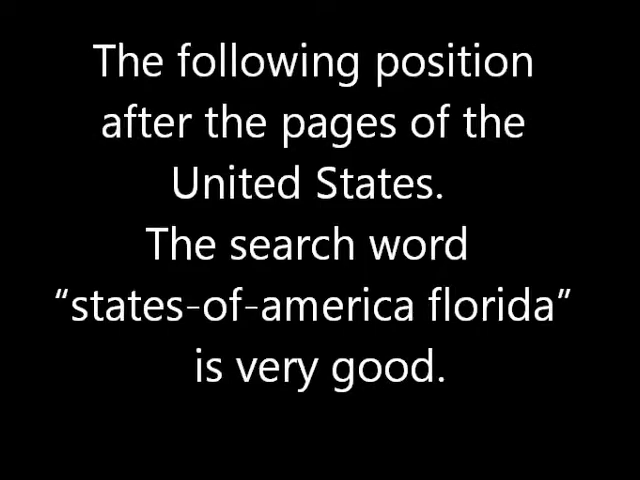 The following position
after the pages of the
United States.
The search word
“states-of-america florida”
is very good.